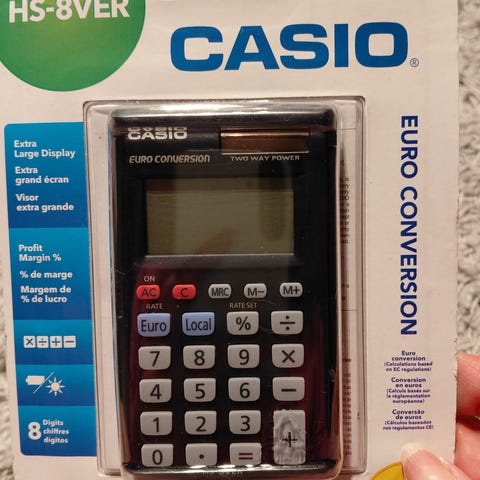 HS-8VER
CASIO®
EURO CONVERSION
Extra
Large Display
Extra
grand écran
Visor
extra grande
Profit
Margin %
% de marge
Margem de
% de lucro
× ÷ + −
8 Digits
chiffres
digitos
CASIO
EURO CONVERSION TWO WAY POWER
ON
AC C MRC M− M+
RATE RATE SET
Euro Local % ÷
7 8 9 ×
4 5 6 −
1 2 3 +
0 · =
Euro
conversion
(Calculations based
on EC regulations)
Conversion
en euros
(Calculs basés sur
la réglementation
européenne)
Conversão
de euros
(Cálculos baseados
nos regulamentos CE)